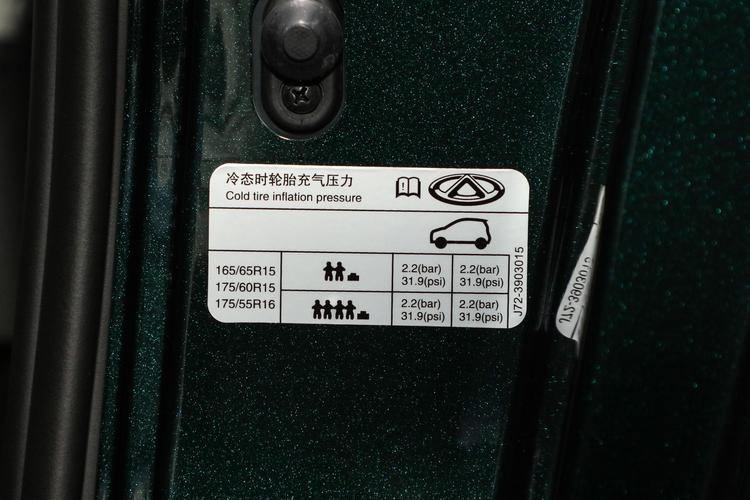 冷态时轮胎充气压力
Cold tire inflation pressure
165/65R15
175/60R15
175/55R16
2.2(bar) 2.2(bar)
31.9(psi) 31.9(psi)
2.2(bar) 2.2(bar)
31.9(psi) 31.9(psi)
J72-3903015